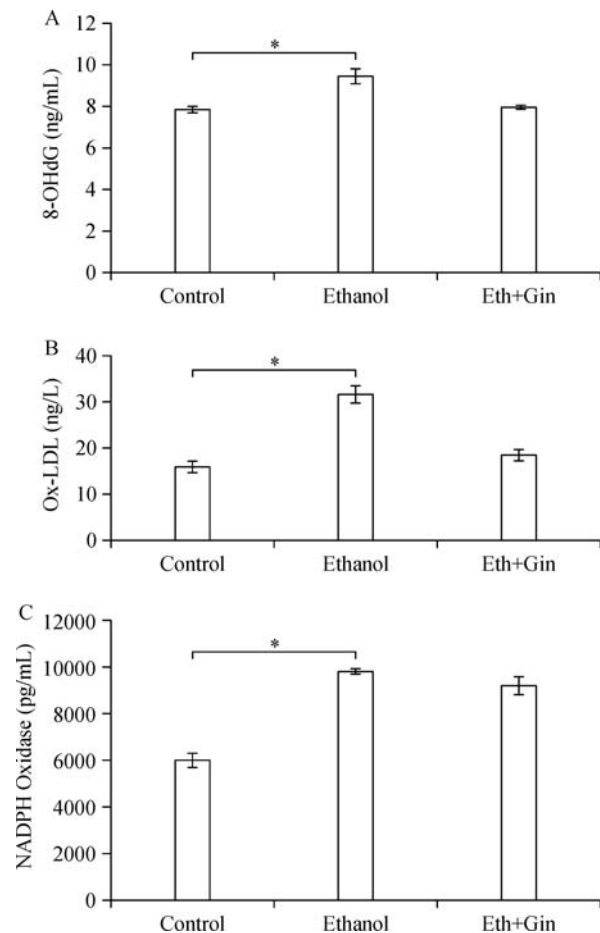 A
12
*
10
8
6
4
2
0
8-OHdG (ng/mL)
Control Ethanol Eth+Gin
B
40
*
30
20
10
0
Ox-LDL (ng/L)
Control Ethanol Eth+Gin
C
12000
*
10000
8000
6000
4000
2000
0
NADPH Oxidase (pg/mL)
Control Ethanol Eth+Gin